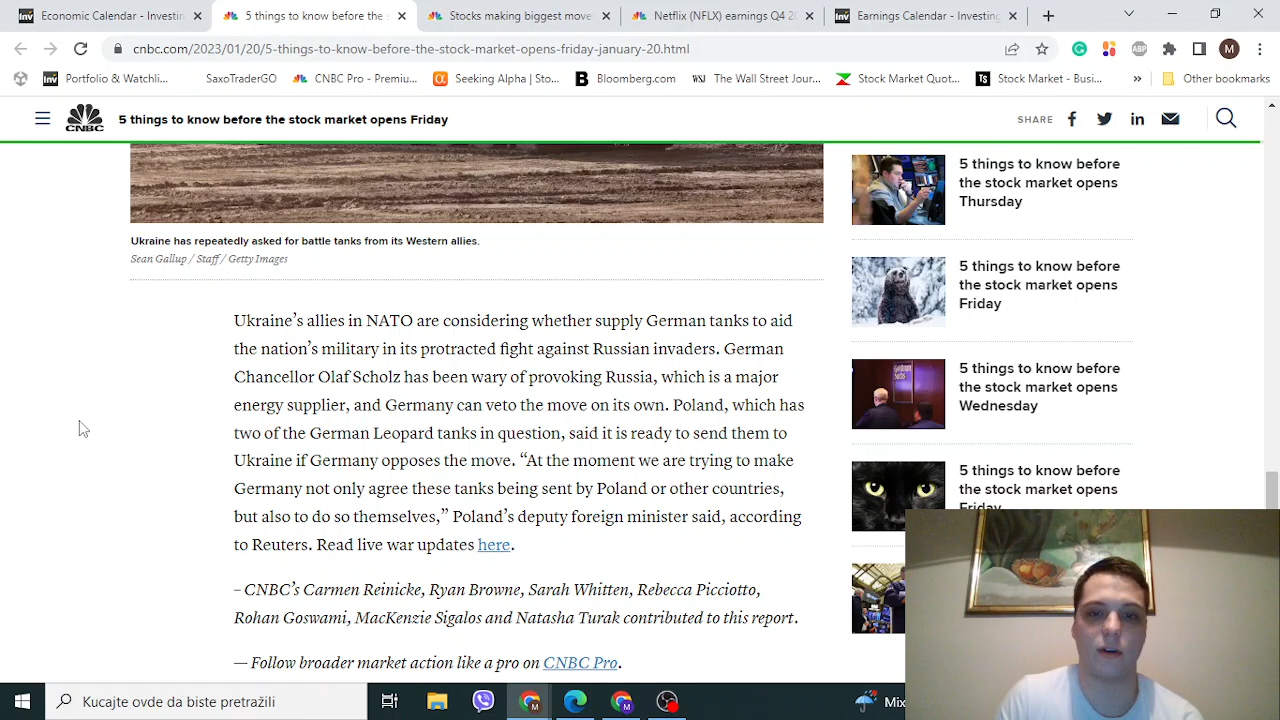 Economic Calendar - Investin
5 things to know before the s
Stocks making biggest move
Netflix (NFLX) earnings Q4 20
Earnings Calendar - Investing
cnbc.com/2023/01/20/5-things-to-know-before-the-stock-market-opens-friday-january-20.html
ABP
M
Inv Portfolio & Watchli...
SaxoTraderGO
CNBC Pro - Premiu...
Seeking Alpha | Sto...
B Bloomberg.com
WSJ The Wall Street Jour...
Stock Market Quot...
TS Stock Market - Busi...
»
Other bookmarks
CNBC
5 things to know before the stock market opens Friday
SHARE
Ukraine has repeatedly asked for battle tanks from its Western allies.
Sean Gallup / Staff / Getty Images
Ukraine’s allies in NATO are considering whether supply German tanks to aid
the nation’s military in its protracted fight against Russian invaders. German
Chancellor Olaf Scholz has been wary of provoking Russia, which is a major
energy supplier, and Germany can veto the move on its own. Poland, which has
two of the German Leopard tanks in question, said it is ready to send them to
Ukraine if Germany opposes the move. “At the moment we are trying to make
Germany not only agree these tanks being sent by Poland or other countries,
but also to do so themselves,” Poland’s deputy foreign minister said, according
to Reuters. Read live war updates here.
– CNBC’s Carmen Reinicke, Ryan Browne, Sarah Whitten, Rebecca Picciotto,
Rohan Goswami, MacKenzie Sigalos and Natasha Turak contributed to this report.
— Follow broader market action like a pro on CNBC Pro.
5 things to know before
the stock market opens
Thursday
5 things to know before
the stock market opens
Friday
5 things to know before
the stock market opens
Wednesday
5 things to know before
the stock market opens
Friday
Kucajte ovde da biste pretražili
Mix